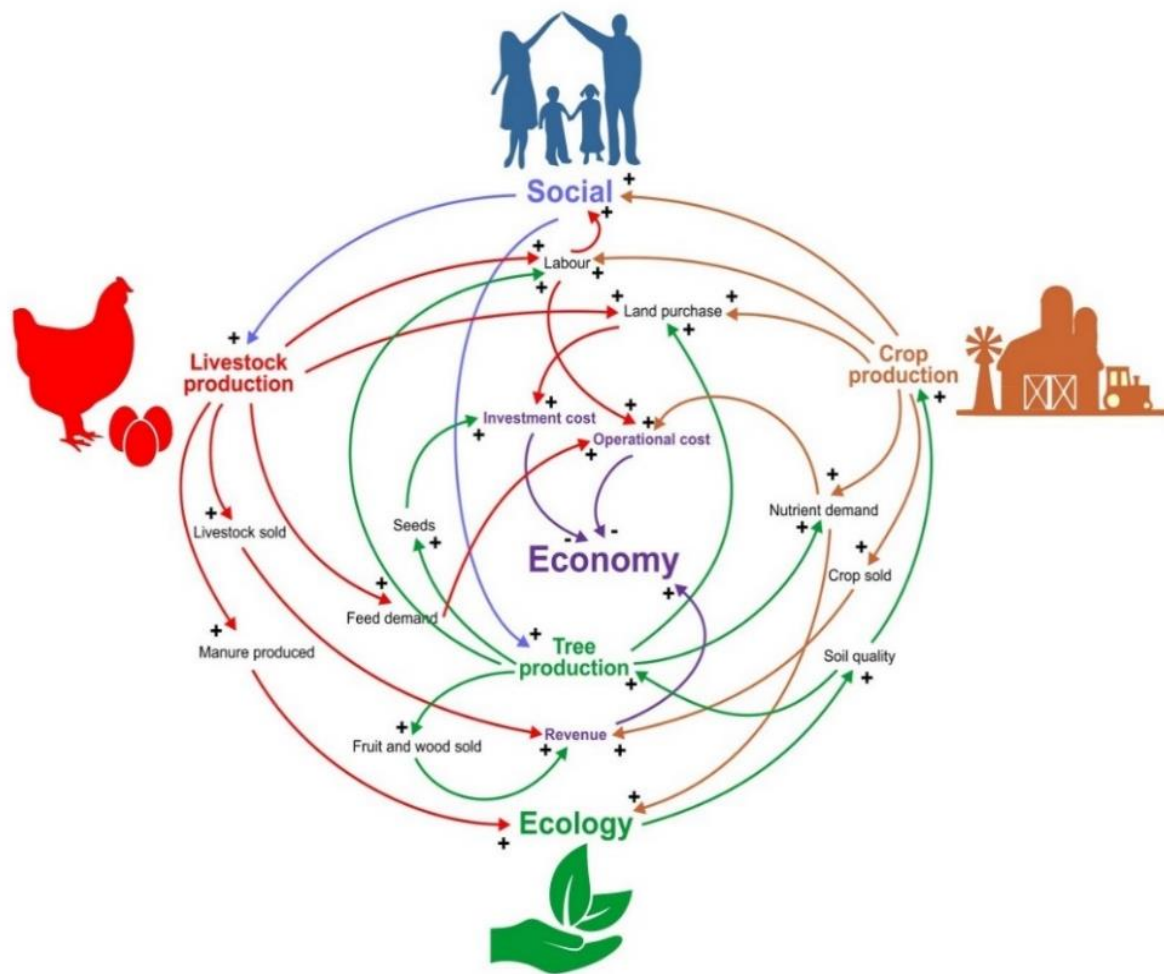 Social
+
+
+
Labour
+
+
+
Land purchase
+
+
+
Livestock
production
Crop
production
+
Investment cost
+
+
+
+
Operational cost
+
+
Nutrient demand
+
+
Livestock sold
Seeds
+
-
-
Economy
+
Crop sold
+
+
Feed demand
+
Manure produced
+
Tree
production
+
Soil quality
+
+
Fruit and wood sold
Revenue
+
+
+
Ecology
+